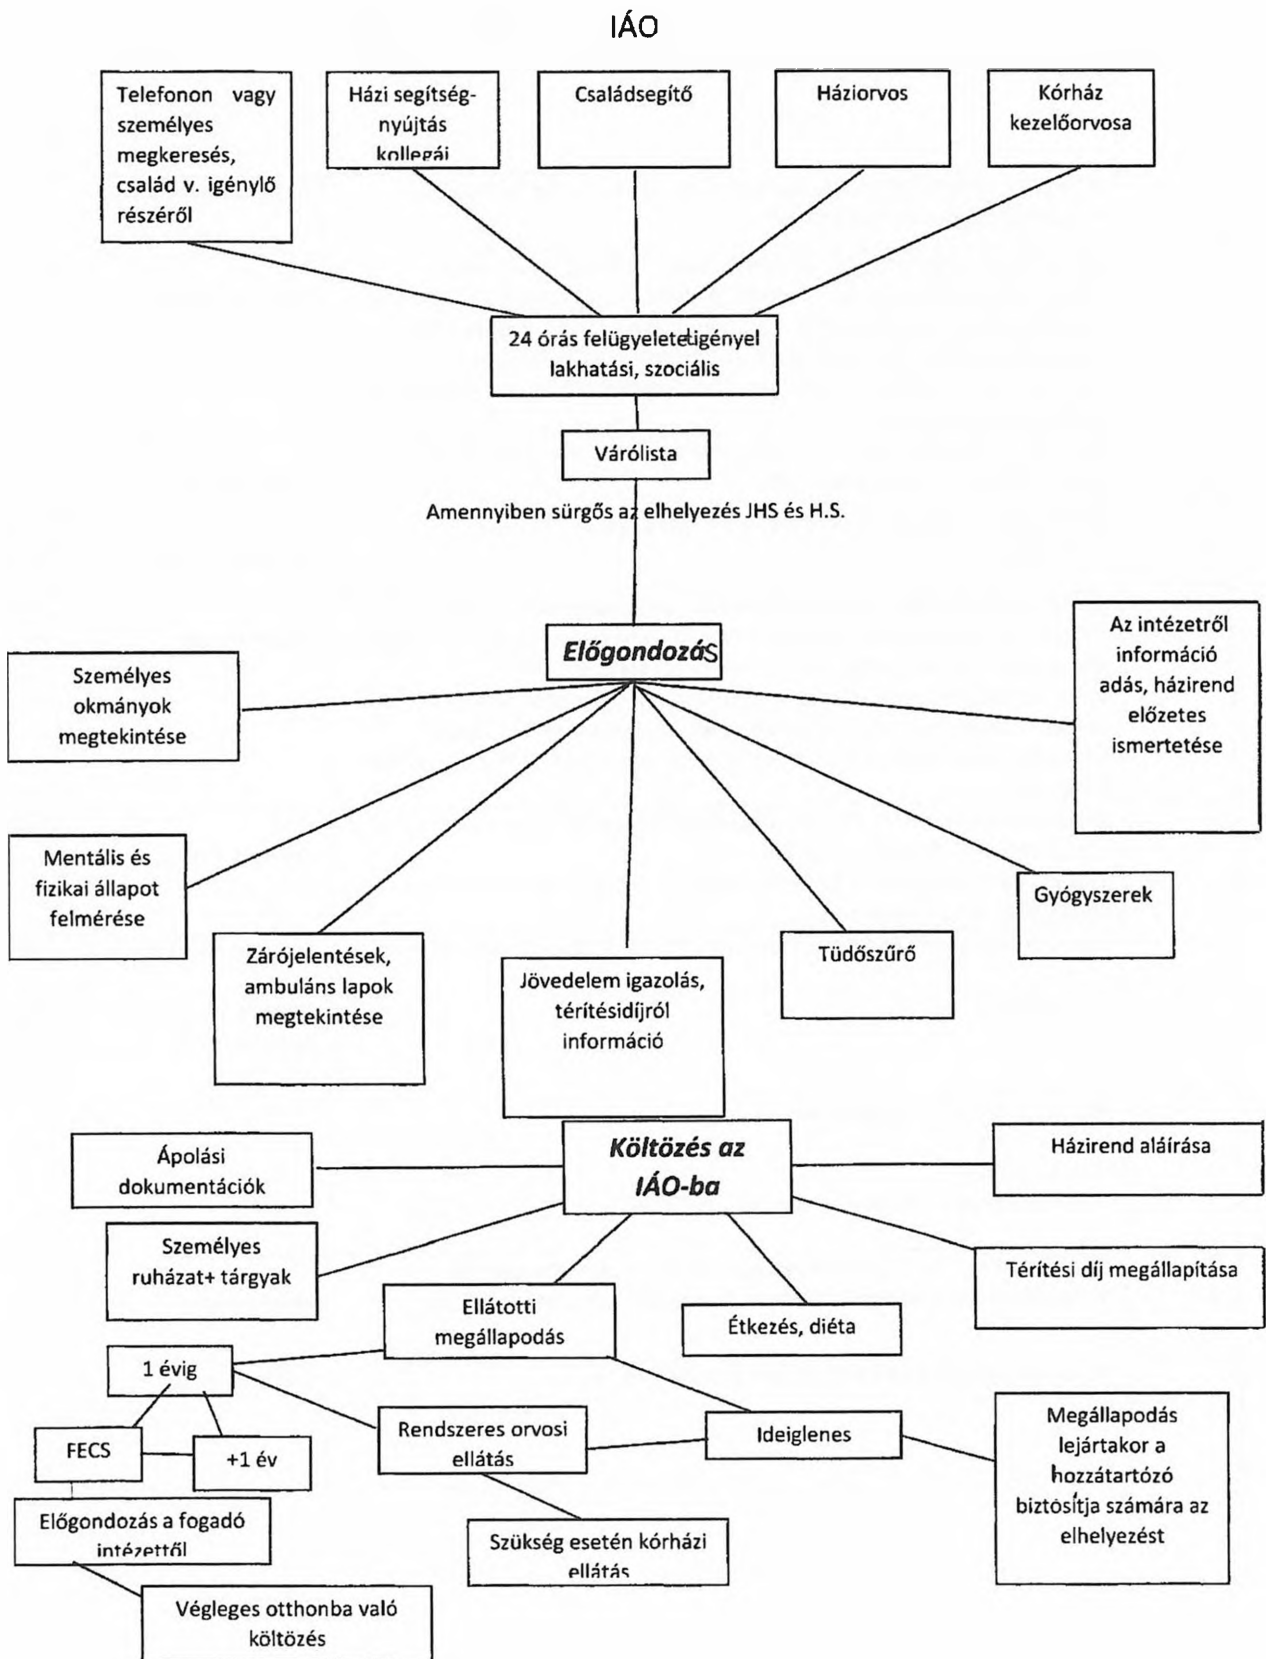 IÁO
Telefonon vagy
személyes
megkeresés,
család v. igénylő
részéről
Házi segítség-
nyújtás
kollegái
Családsegítő
Háziorvos
Kórház
kezelőorvosa
24 órás felügyeletet igényel
lakhatási, szociális
Várólista
Amennyiben sürgős az elhelyezés JHS és H.S.
Előgondozás
Személyes
okmányok
megtekintése
Az intézetről
információ
adás, házirend
előzetes
ismertetése
Mentális és
fizikai állapot
felmérése
Zárójelentések,
ambuláns lapok
megtekintése
Jövedelem igazolás,
térítésidíjról
információ
Tüdőszűrő
Gyógyszerek
Költözés az
IÁO-ba
Ápolási
dokumentációk
Házirend aláírása
Személyes
ruházat+ tárgyak
Térítési díj megállapítása
Ellátotti
megállapodás
Étkezés, diéta
1 évig
FECS
+1 év
Rendszeres orvosi
ellátás
Ideiglenes
Megállapodás
lejártakor a
hozzátartózó
biztosítja számára az
elhelyezést
Előgondozás a fogadó
intézettől
Szükség esetén kórházi
ellátás
Végleges otthonba való
költözés